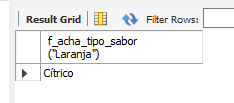 Result Grid Filter Rows:
f_acha_tipo_sabor
("Laranja")
Cítrico